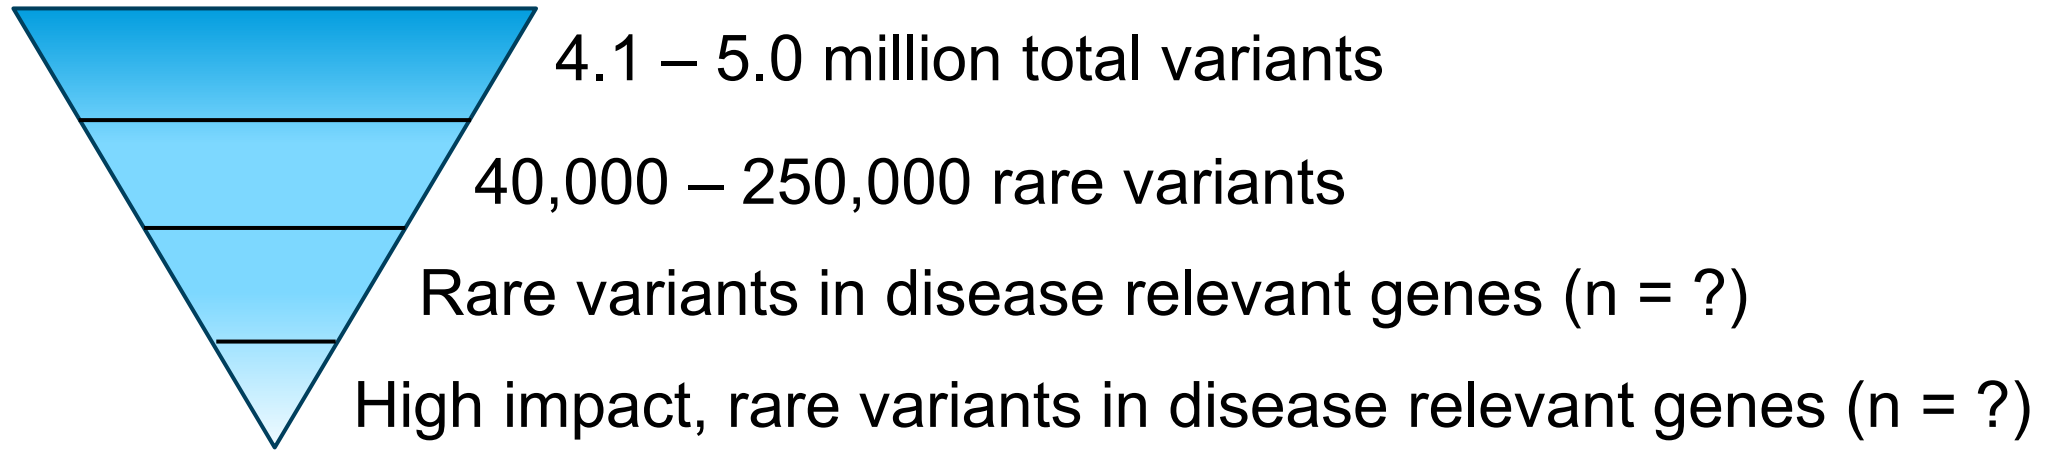 4.1 – 5.0 million total variants
40,000 – 250,000 rare variants
Rare variants in disease relevant genes (n = ?)
High impact, rare variants in disease relevant genes (n = ?)